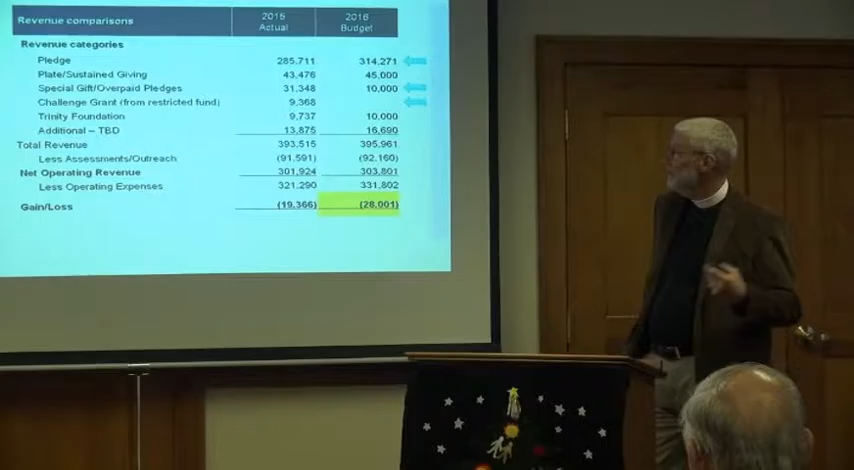 Revenue comparisons 2015 Actual 2016 Budget
Revenue categories
Pledge 285,711 314,271
Plate/Sustained Giving 43,476 45,000
Special Gift/Overpaid Pledges 31,348 10,000
Challenge Grant (from restricted fund) 9,368
Trinity Foundation 9,737 10,000
Additional – TBD 13,875 16,690
Total Revenue 393,515 395,961
Less Assessments/Outreach (91,591) (92,160)
Net Operating Revenue 301,924 303,801
Less Operating Expenses 321,290 331,802
Gain/Loss (19,366) (28,001)